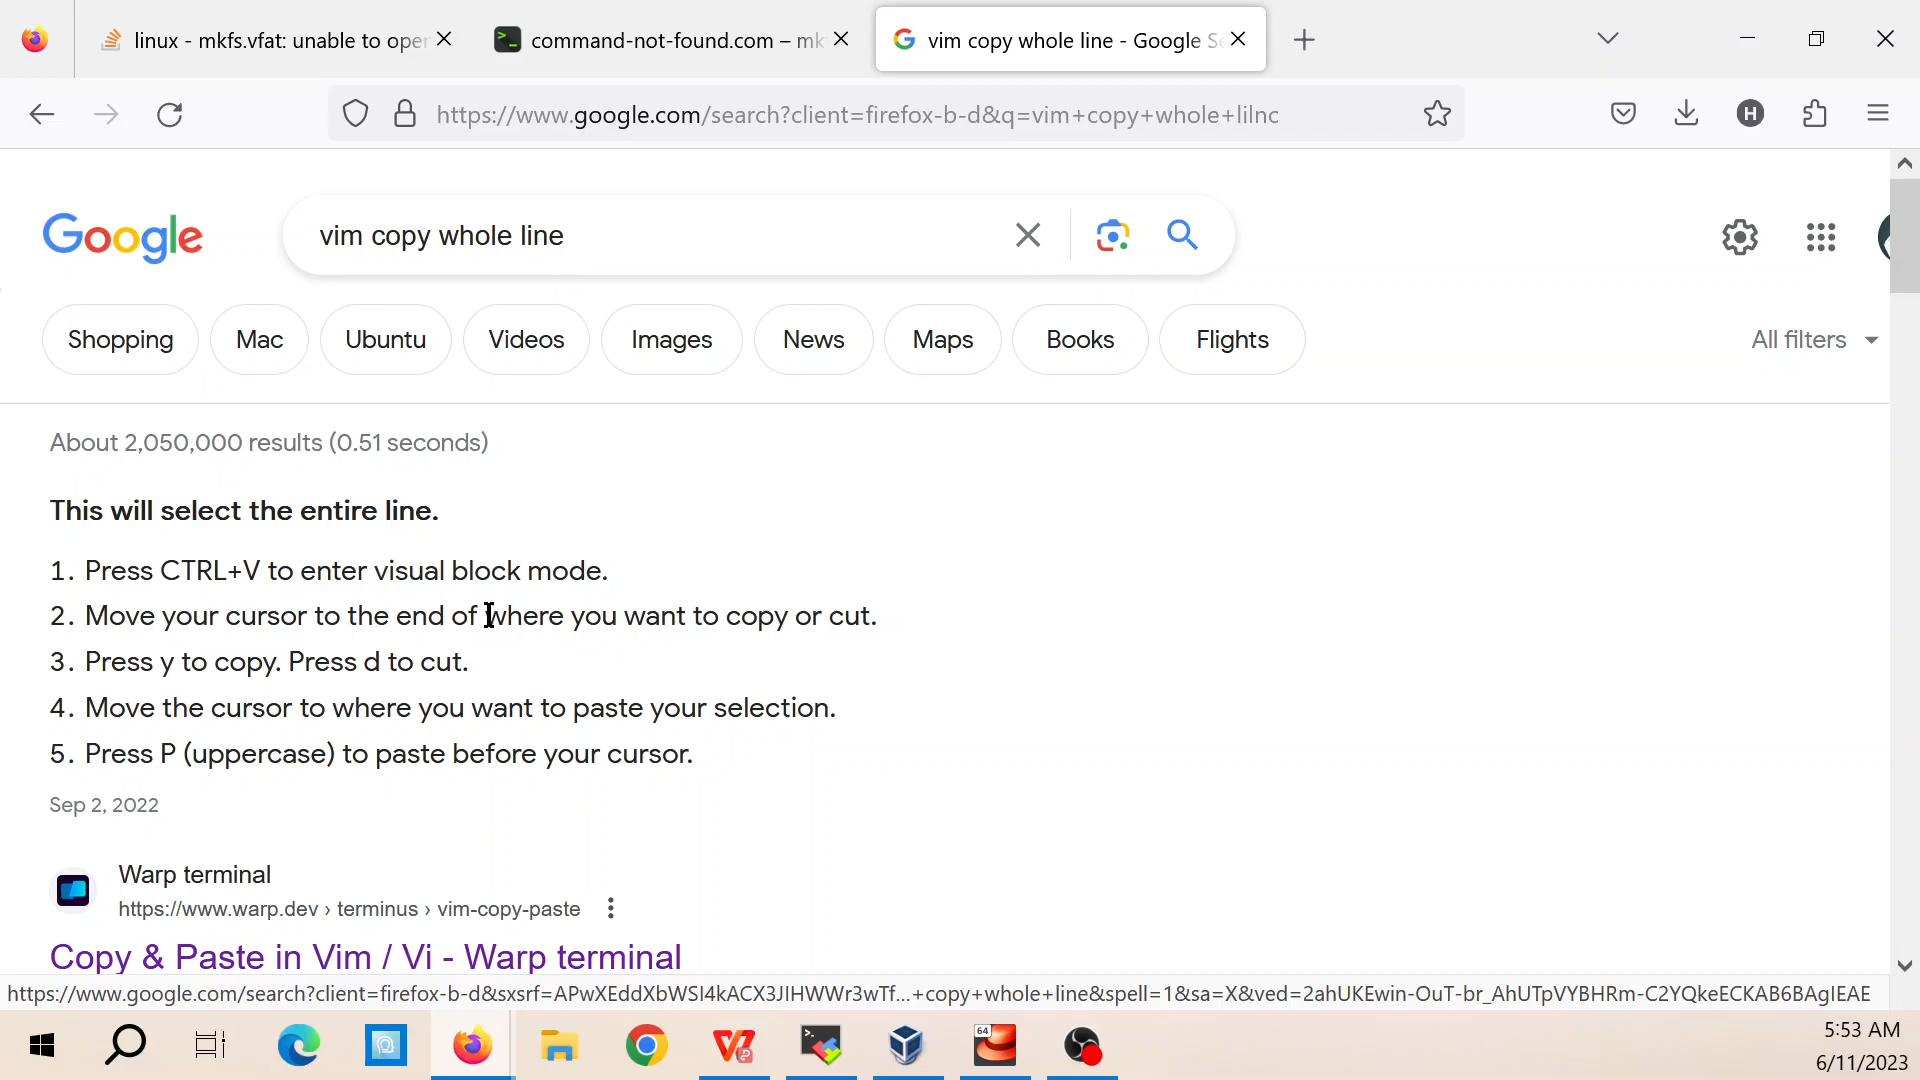 linux - mkfs.vfat: unable to oper
command-not-found.com – mk
vim copy whole line - Google Se
https://www.google.com/search?client=firefox-b-d&q=vim+copy+whole+lilnc
H
Google
vim copy whole line
Shopping
Mac
Ubuntu
Videos
Images
News
Maps
Books
Flights
All filters
About 2,050,000 results (0.51 seconds)
This will select the entire line.
1. Press CTRL+V to enter visual block mode.
2. Move your cursor to the end of where you want to copy or cut.
3. Press y to copy. Press d to cut.
4. Move the cursor to where you want to paste your selection.
5. Press P (uppercase) to paste before your cursor.
Sep 2, 2022
Warp terminal
https://www.warp.dev › terminus › vim-copy-paste
Copy & Paste in Vim / Vi - Warp terminal
https://www.google.com/search?client=firefox-b-d&sxsrf=APwXEddXbWSI4kACX3JIHWWr3wTf...+copy+whole+line&spell=1&sa=X&ved=2ahUKEwin-OuT-br_AhUTpVYBHRm-C2YQkeECKAB6BAgIEAE
64
5:53 AM
6/11/2023